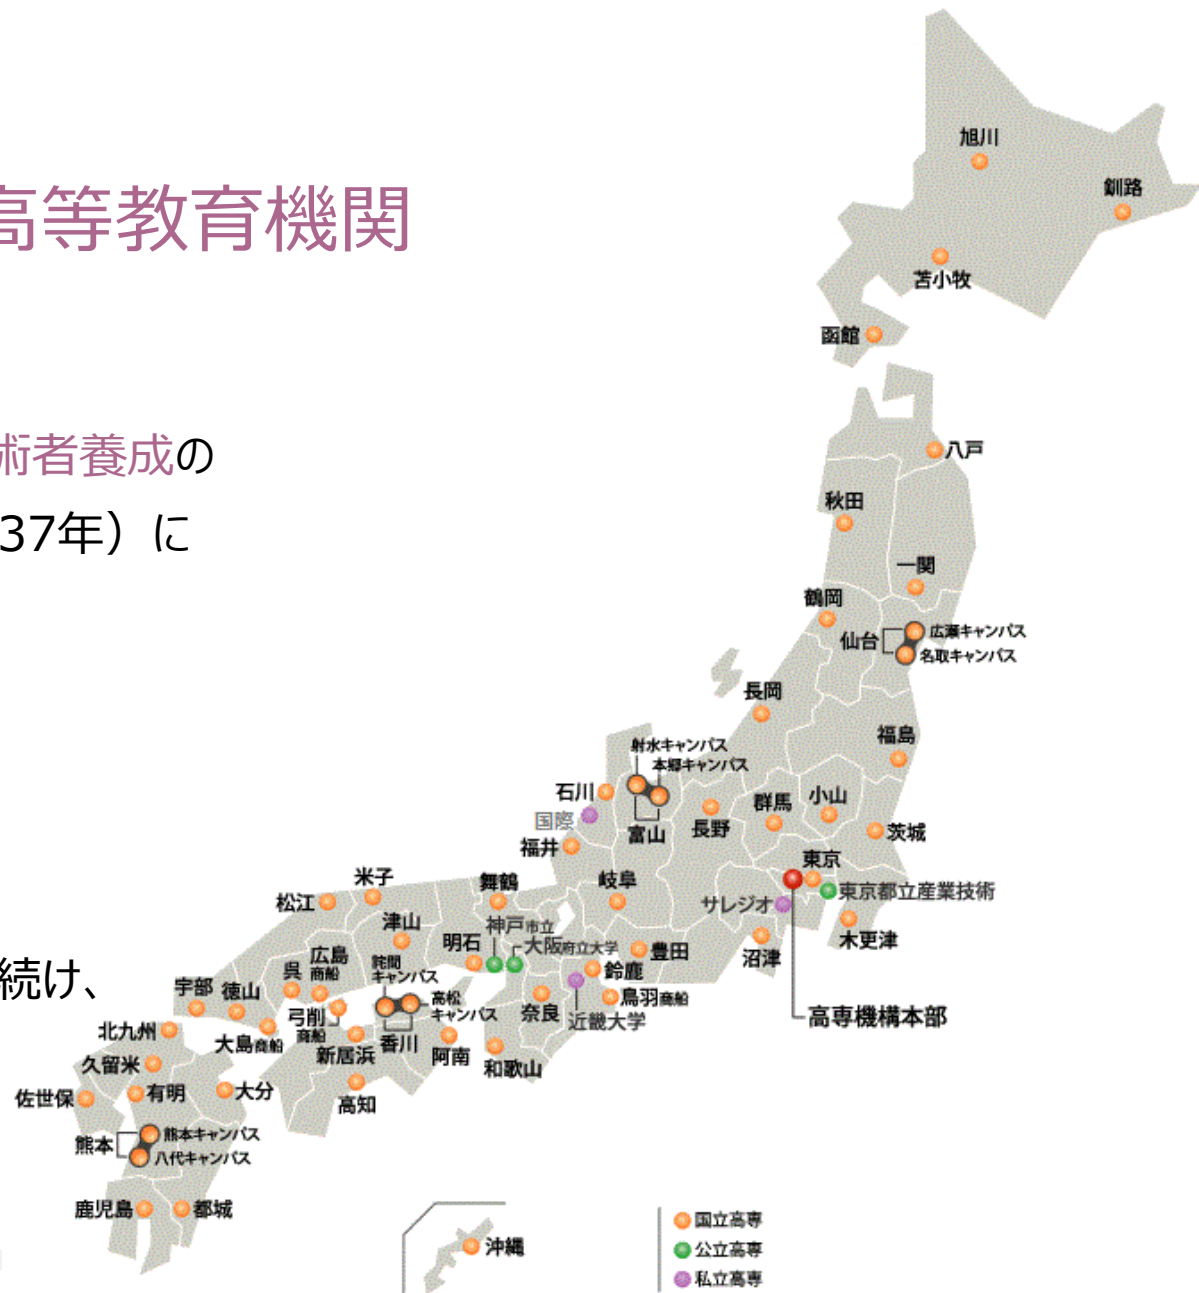 高等教育機関
術者養成の
37年）に
続け、
旭川
釧路
苫小牧
函館
八戸
秋田
一関
鶴岡
仙台
広瀬キャンパス
名取キャンパス
長岡
福島
射水キャンパス
本郷キャンパス
石川
国際
富山
長野
群馬
小山
茨城
福井
東京
東京都立産業技術
サレジオ
木更津
沼津
高専機構本部
岐阜
豊田
鈴鹿
鳥羽商船
近畿大学
奈良
和歌山
舞鶴
神戸市立
大阪府立大学
明石
米子
松江
津山
広島
商船
呉
詫間
キャンパス
高松
キャンパス
香川
阿南
弓削
商船
新居浜
高知
宇部
徳山
大島商船
北九州
久留米
佐世保
有明
大分
熊本
熊本キャンパス
八代キャンパス
鹿児島
都城
沖縄
国立高専
公立高専
私立高専